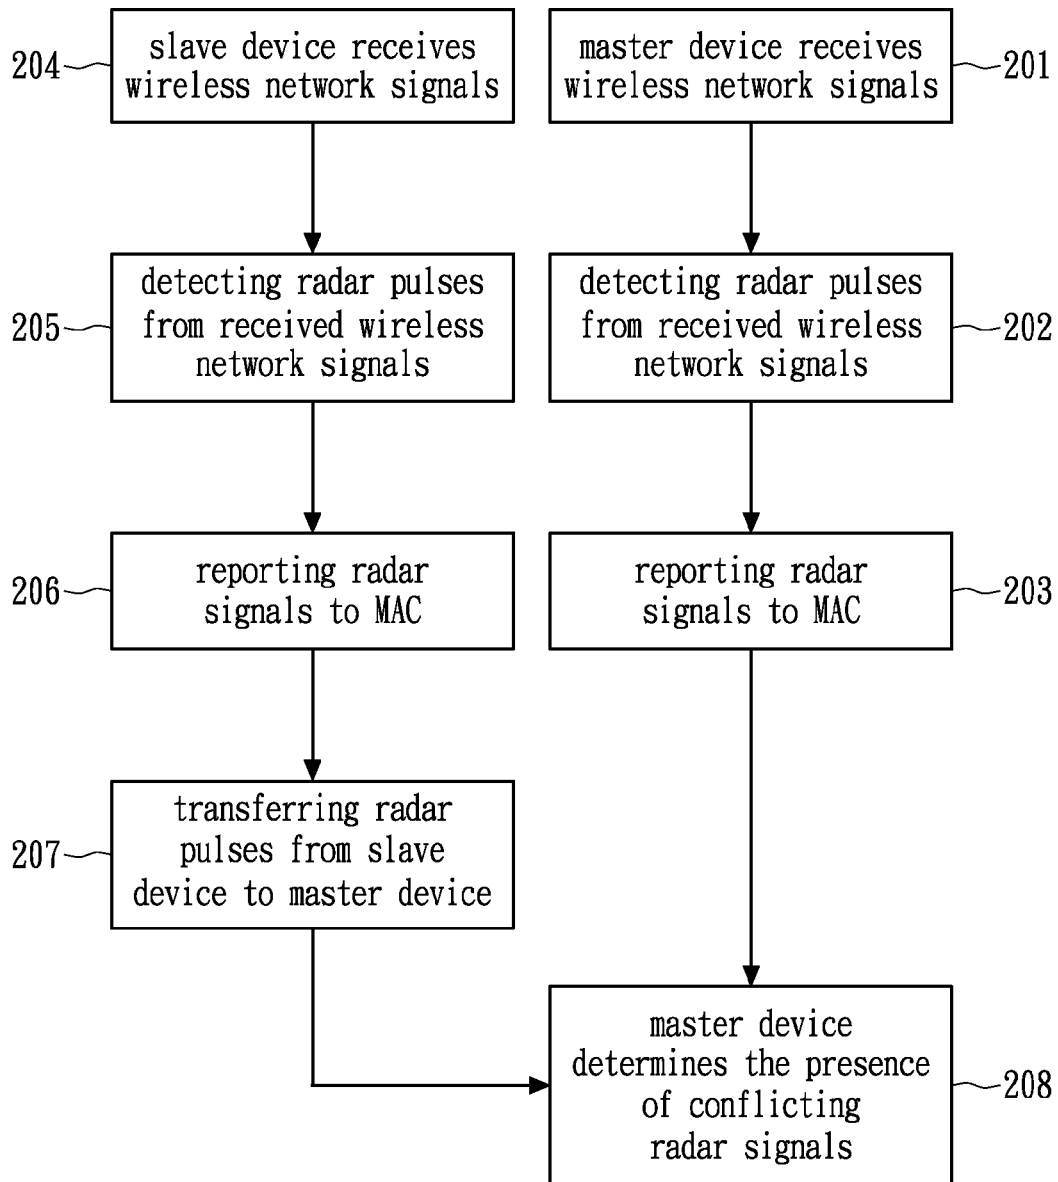 204
slave device receives
wireless network signals
master device receives
wireless network signals
201
205
detecting radar pulses
from received wireless
network signals
detecting radar pulses
from received wireless
network signals
202
206
reporting radar
signals to MAC
reporting radar
signals to MAC
203
207
transferring radar
pulses from slave
device to master device
master device
determines the presence
of conflicting
radar signals
208